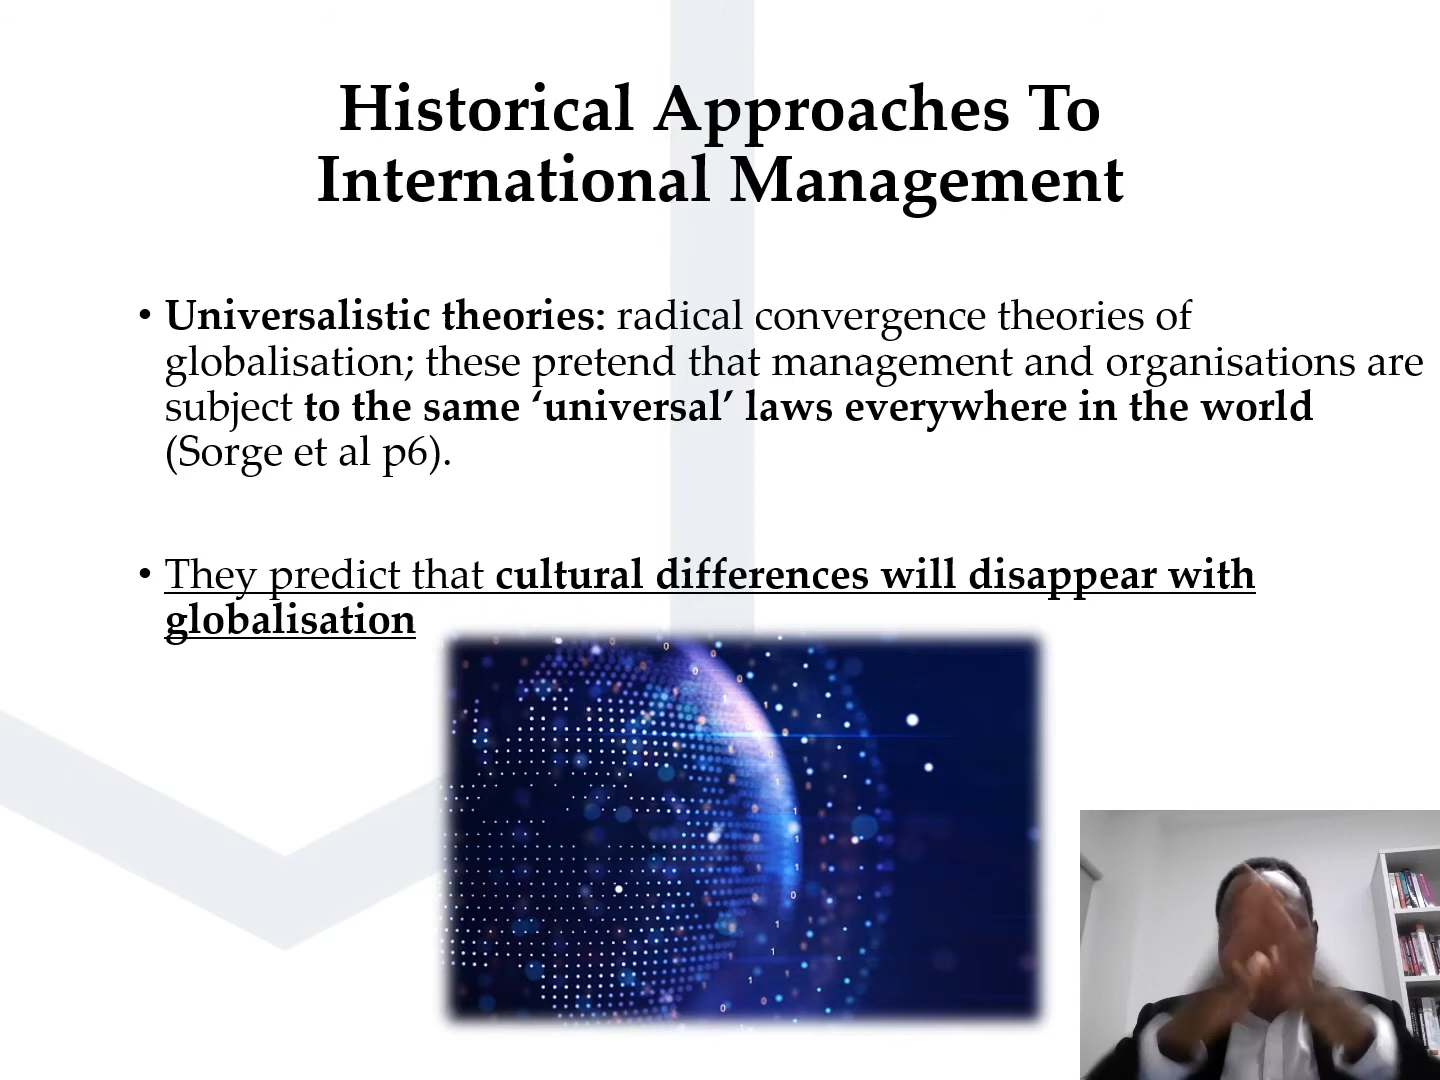 Historical Approaches To
International Management
• Universalistic theories: radical convergence theories of
globalisation; these pretend that management and organisations are
subject to the same ‘universal’ laws everywhere in the world
(Sorge et al p6).
• They predict that cultural differences will disappear with
globalisation